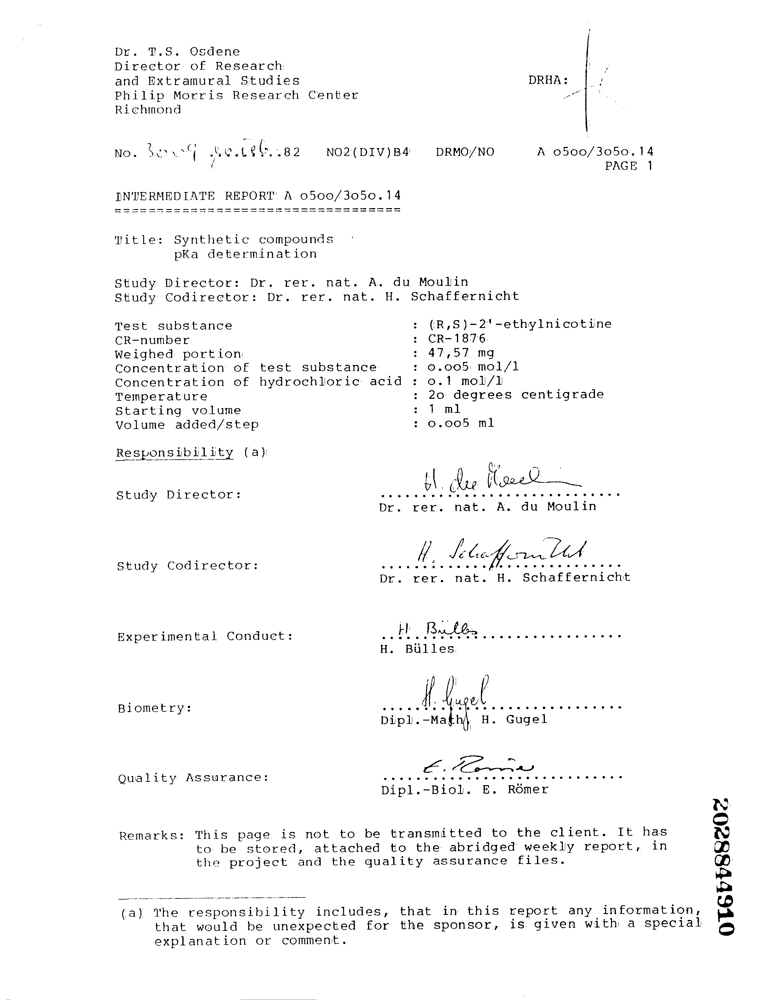 Dr. T.S. Osdene
Director of Research
and Extramural Studies
DRHA:
Philip Morris Research Center
Richmond
No. .82 NO2(DIV)B4 DRMO/NO A o5oo/3o5o.14
PAGE 1
INTERMEDIATE REPORT A o5oo/3o5o.14
==================================
Title: Synthetic compounds
pKa determination
Study Director: Dr. rer. nat. A. du Moulin
Study Codirector: Dr. rer. nat. H. Schaffernicht
Test substance : (R,S)-2'-ethylnicotine
CR-number : CR-1876
Weighed portion : 47,57 mg
Concentration of test substance : o.oo5 mol/l
Concentration of hydrochloric acid : o.1 mol/l
Temperature : 2o degrees centigrade
Starting volume : 1 ml
Volume added/step : o.oo5 ml
Responsibility (a)
Study Director:
Dr. rer. nat. A. du Moulin
H. Schaffernicht
Study Codirector:
Dr. rer. nat. H. Schaffernicht
H Bülles
Experimental Conduct:
H. Bülles
H. Gugel
Biometry:
Dipl.-Math. H. Gugel
E. Römer
Quality Assurance:
Dipl.-Biol. E. Römer
Remarks: This page is not to be transmitted to the client. It has
to be stored, attached to the abridged weekly report, in
the project and the quality assurance files.
(a) The responsibility includes, that in this report any information,
that would be unexpected for the sponsor, is given with a special
explanation or comment.
2028844910